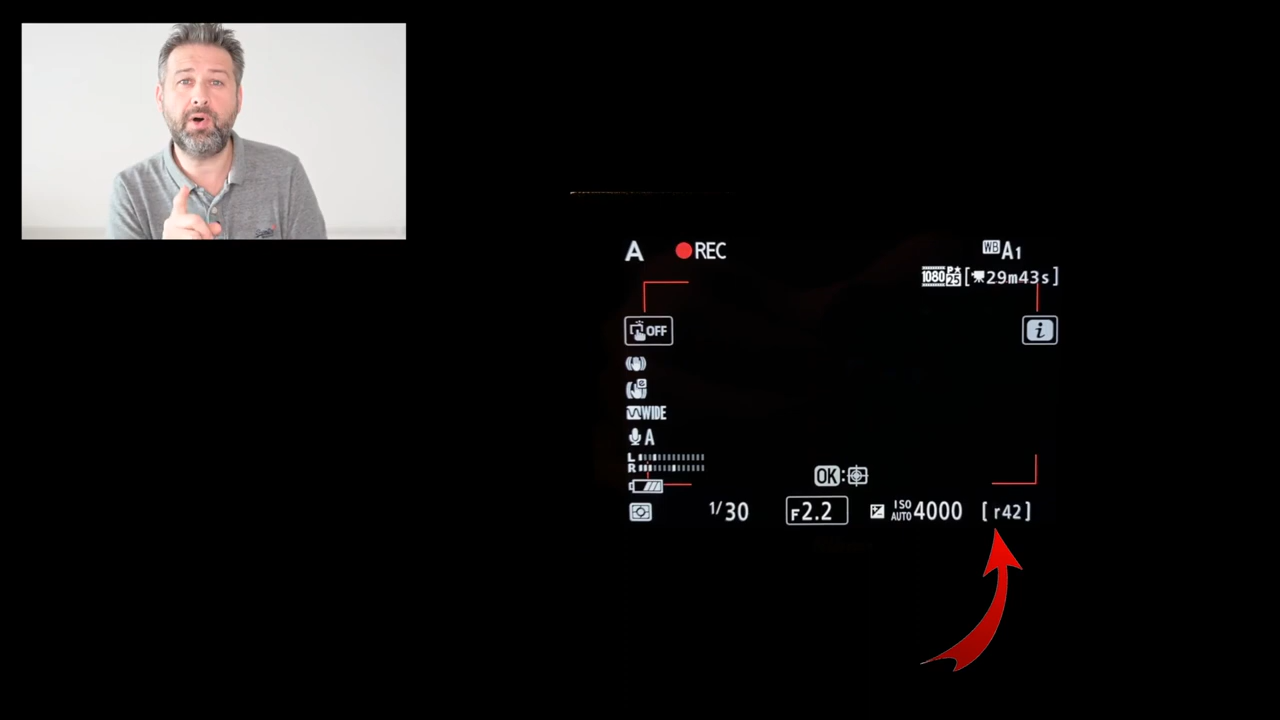 A REC WB A1
1080 25 [29m43s]
OFF
i
WIDE
A
L
R
OK:
1/30 F2.2 ISO AUTO 4000 [r42]